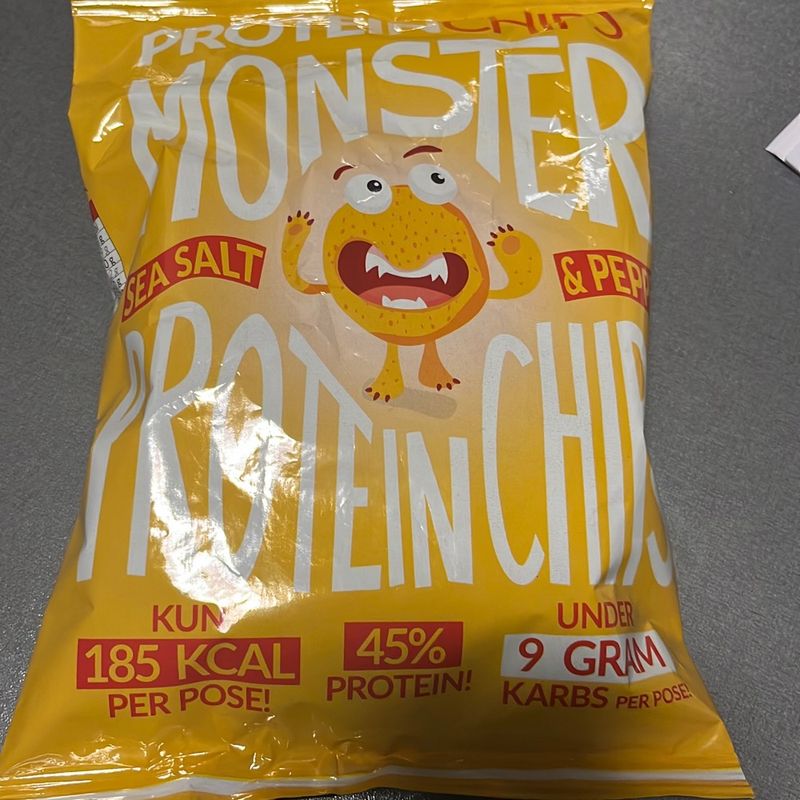 PROTEINCHIPS
MONSTER
SEA SALT
& PEPP
PROTEINCHIPS
KUN
185 KCAL
PER POSE!
45%
PROTEIN!
UNDER
9 GRAM
KARBS PER POSE!